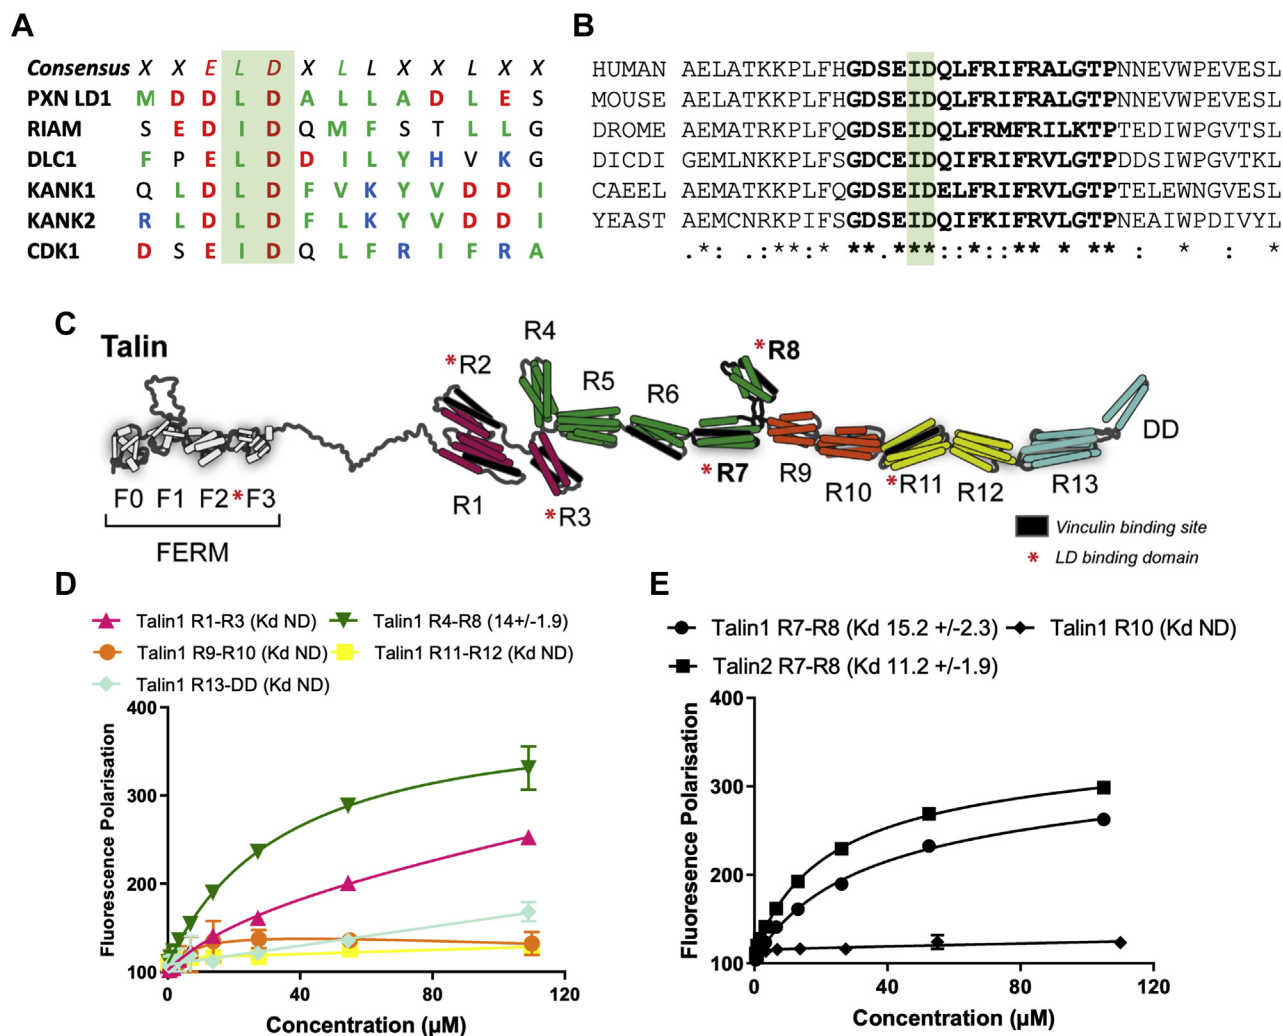 A
Consensus X X E L D X L L X X L X X
PXN LD1 M D D L D A L L A D L E S
RIAM S E D I D Q M F S T L L G
DLC1 F P E L D D I L Y H V K G
KANK1 Q L D L D F V K Y V D D I
KANK2 R L D L D F L K Y V D D I
CDK1 D S E I D Q L F R I F R A
B
HUMAN AELATKKPLFHGDSEIDQLFRIFRALGTPNNEVWPEVESL
MOUSE AELATKKPLFHGDSEIDQLFRIFRALGTPNNEVWPEVESL
DROME AEMATRKPLFQGDSEIDQLFRMFRILKTPTEDIWPGVTSL
DICDI GEMLNKKPLFSGDCEIDQIFRIFRVLGTPDDSIWPGVTKL
CAEEL AEMATKKPLFQGDSEIDELFRIFRVLGTPTELEWNGVESL
YEAST AEMCNRKPIFSGDSEIDQIFKIFRVLGTPNEAIWPDIVYL
.*: .:**: ** ***::*::** * ** : * *
C
Talin
F0 F1 F2 *F3
FERM
R1
*R2
*R3
R4
R5
R6
*R7
*R8
R9
R10
*R11
R12
R13
DD
Vinculin binding site
* LD binding domain
D
Talin1 R1-R3 (Kd ND)
Talin1 R4-R8 (14+/-1.9)
Talin1 R9-R10 (Kd ND)
Talin1 R11-R12 (Kd ND)
Talin1 R13-DD (Kd ND)
Fluorescence Polarisation
400
300
200
100
0 40 80 120
Concentration (µM)
E
Talin1 R7-R8 (Kd 15.2 +/-2.3)
Talin1 R10 (Kd ND)
Talin2 R7-R8 (Kd 11.2 +/-1.9)
Fluoresence Polarisation
400
300
200
100
0 40 80 120
Concentration (µM)